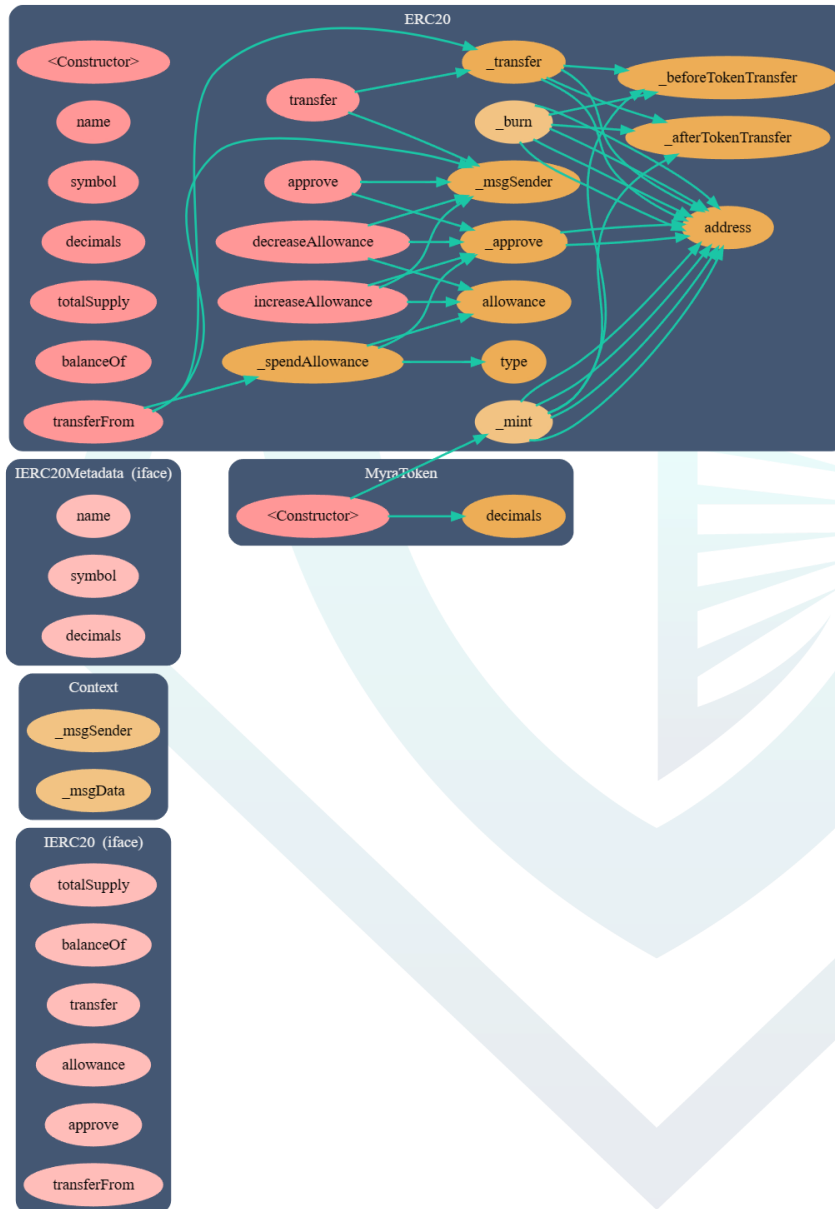 ERC20
<Constructor>
name
symbol
decimals
totalSupply
balanceOf
transferFrom
transfer
approve
decreaseAllowance
increaseAllowance
_spendAllowance
_transfer
_burn
_msgSender
_approve
allowance
type
_mint
_beforeTokenTransfer
_afterTokenTransfer
address
IERC20Metadata (iface)
name
symbol
decimals
MyraToken
<Constructor>
decimals
Context
_msgSender
_msgData
IERC20 (iface)
totalSupply
balanceOf
transfer
allowance
approve
transferFrom